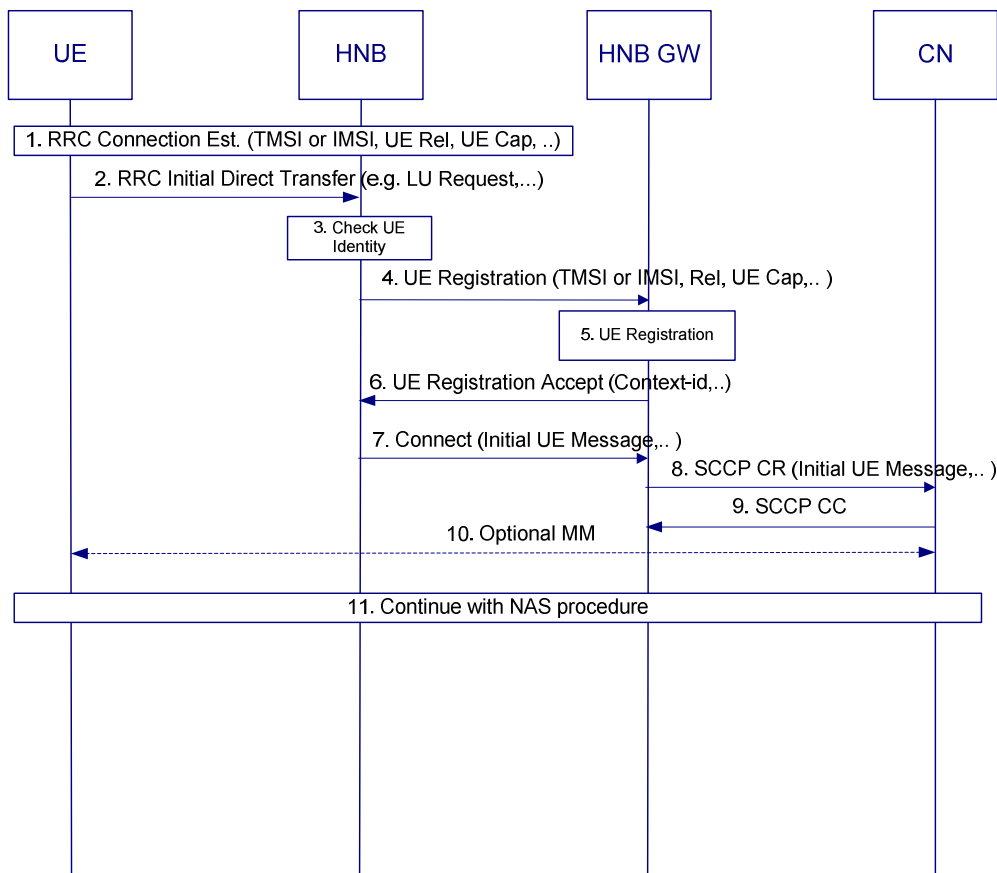 UE
HNB
HNB GW
CN
1. RRC Connection Est. (TMSI or IMSI, UE Rel, UE Cap, ..)
2. RRC Initial Direct Transfer (e.g. LU Request,...)
3. Check UE
Identity
4. UE Registration (TMSI or IMSI, Rel, UE Cap,.. )
5. UE Registration
6. UE Registration Accept (Context-id,..)
7. Connect (Initial UE Message,.. )
8. SCCP CR (Initial UE Message,.. )
9. SCCP CC
10. Optional MM
11. Continue with NAS procedure